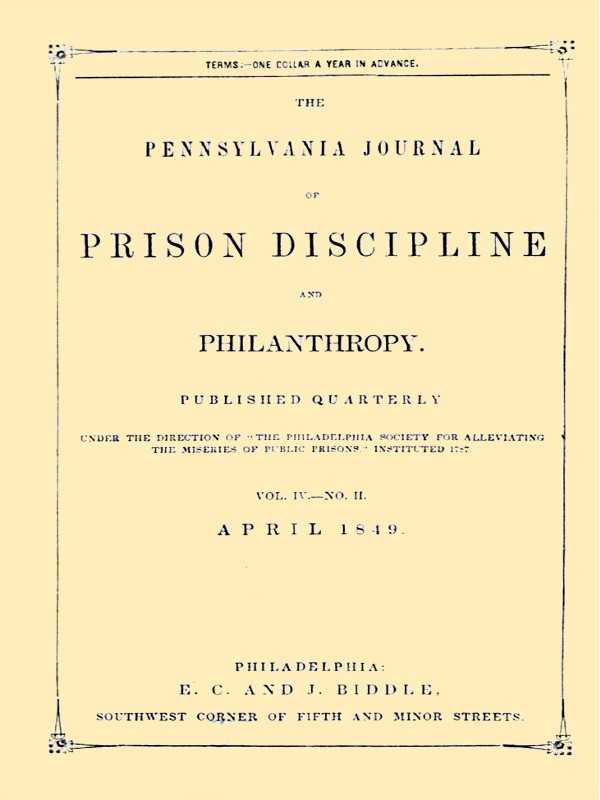 TERMS:—ONE DOLLAR A YEAR IN ADVANCE.
THE
PENNSYLVANIA JOURNAL
OF
PRISON DISCIPLINE
AND
PHILANTHROPY.
PUBLISHED QUARTERLY
UNDER THE DIRECTION OF "THE PHILADELPHIA SOCIETY FOR ALLEVIATING
THE MISERIES OF PUBLIC PRISONS," INSTITUTED 1787.
VOL. IV.—NO. II.
APRIL 1849.
PHILADELPHIA:
E. C. AND J. BIDDLE,
SOUTHWEST CORNER OF FIFTH AND MINOR STREETS.